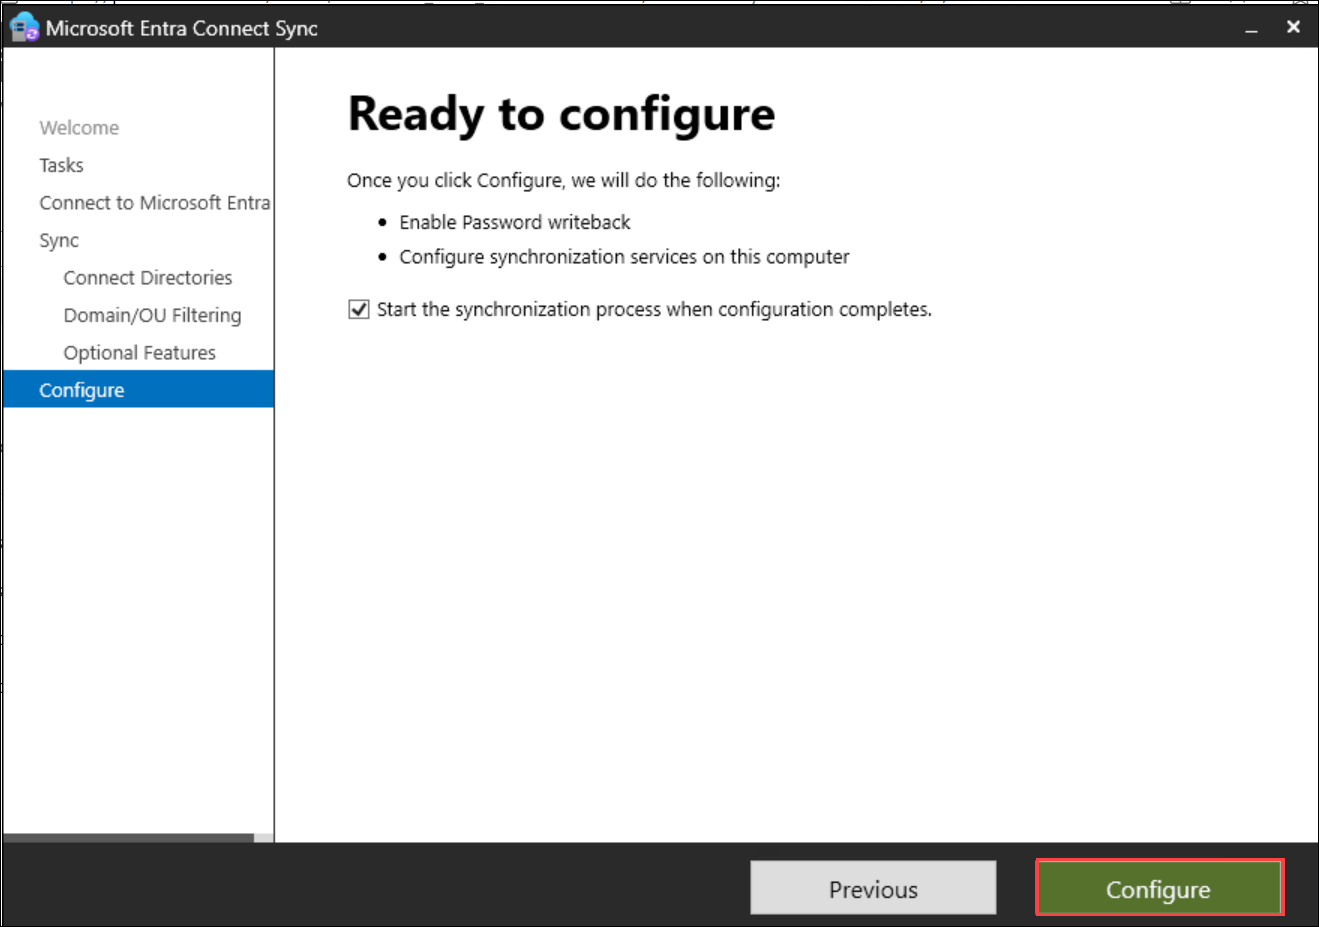 Microsoft Entra Connect Sync
Welcome
Tasks
Connect to Microsoft Entra
Sync
Connect Directories
Domain/OU Filtering
Optional Features
Configure
Ready to configure
Once you click Configure, we will do the following:
• Enable Password writeback
• Configure synchronization services on this computer
Start the synchronization process when configuration completes.
Previous
Configure